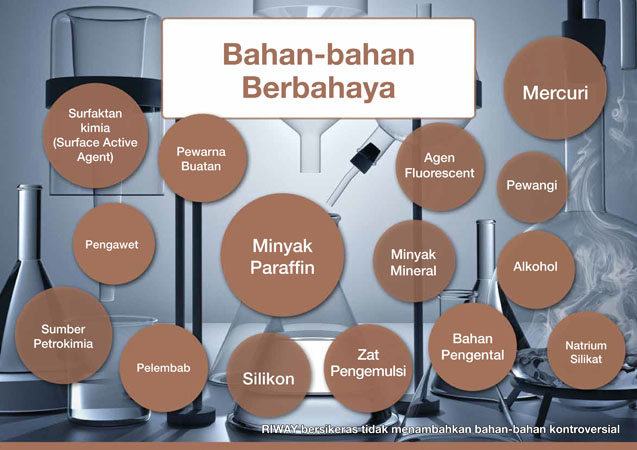 Bahan-bahan
Berbahaya
Mercuri
Surfaktan
kimia
(Surface Active
Agent)
Pewarna
Buatan
Agen
Fluorescent
Pewangi
Pengawet
Minyak
Paraffin
Minyak
Mineral
Alkohol
Sumber
Petrokimia
Pelembab
Silikon
Zat
Pengemulsi
Bahan
Pengental
Natrium
Silikat
RIWAY bersikeras tidak menambahkan bahan-bahan kontroversial